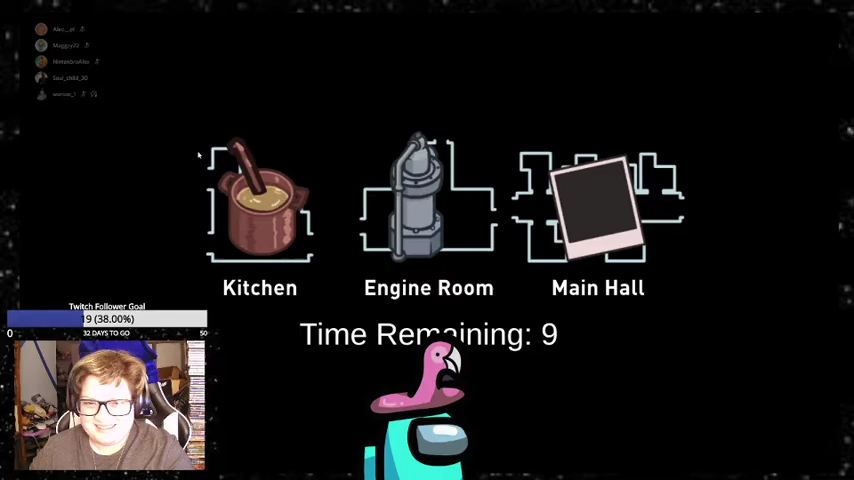 Kitchen
Engine Room
Main Hall
Twitch Follower Goal
19 (38.00%)
0
32 DAYS TO GO
50
Time Remaining: 9